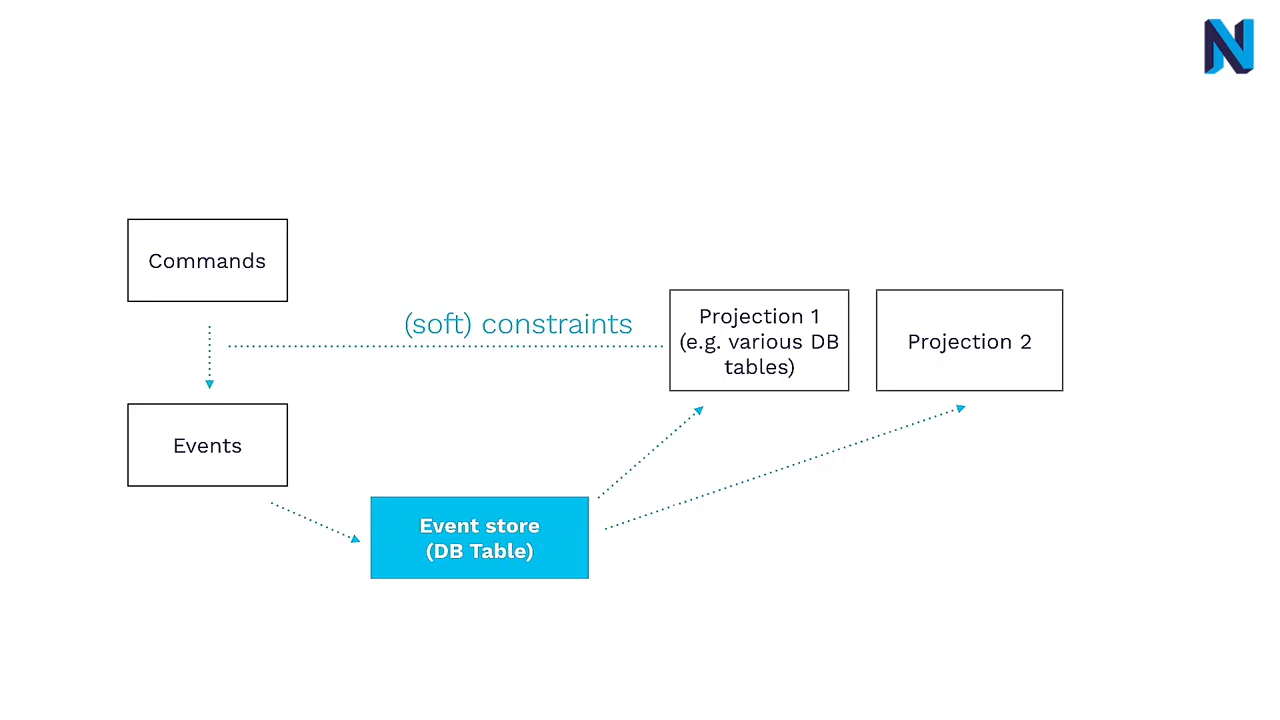 Commands
(soft) constraints
Projection 1
(e.g. various DB
tables)
Projection 2
Events
Event store
(DB Table)